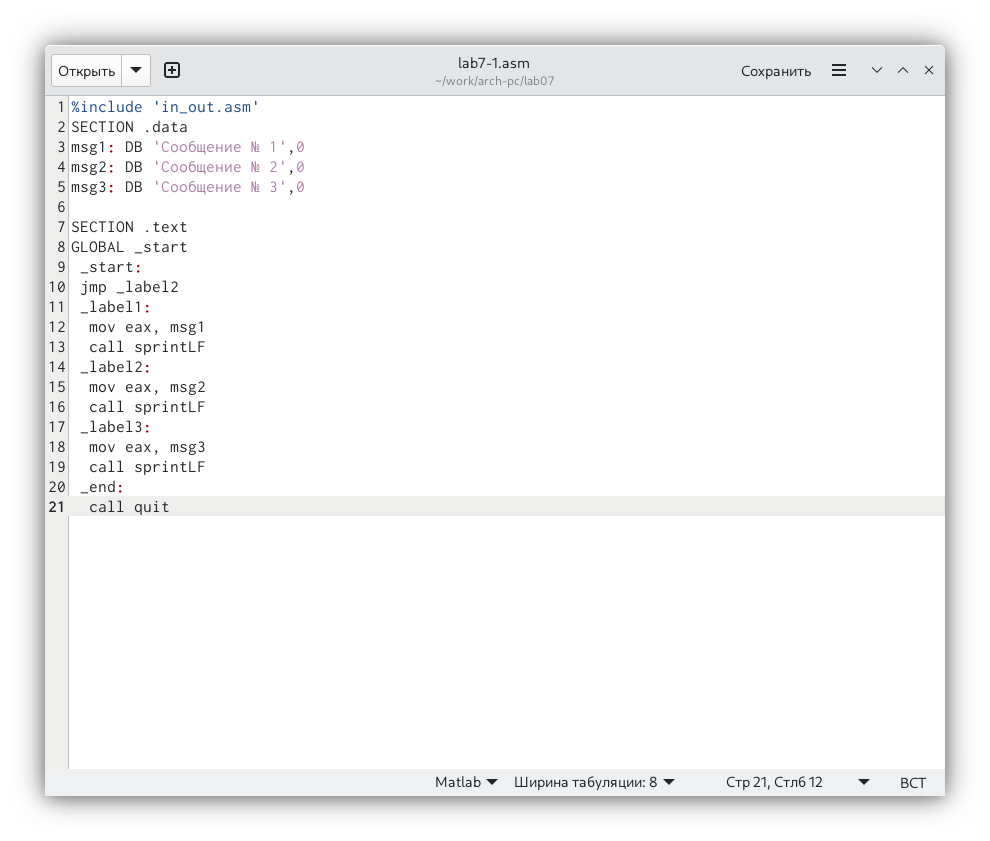 Открыть
lab7-1.asm
~/work/arch-pc/lab07
Сохранить
1 %include 'in_out.asm'
2 SECTION .data
3 msg1: DB 'Сообщение № 1',0
4 msg2: DB 'Сообщение № 2',0
5 msg3: DB 'Сообщение № 3',0
6
7 SECTION .text
8 GLOBAL _start
9 _start:
10 jmp _label2
11 _label1:
12 mov eax, msg1
13 call sprintLF
14 _label2:
15 mov eax, msg2
16 call sprintLF
17 _label3:
18 mov eax, msg3
19 call sprintLF
20 _end:
21 call quit
Matlab Ширина табуляции: 8 Стр 21, Стлб 12 ВСТ